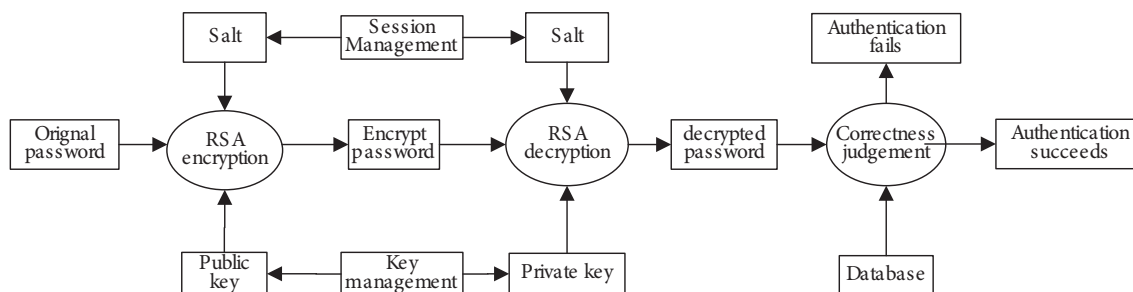 Salt
Session
Management
Salt
Authentication
fails
Orignal
password
RSA
encryption
Encrypt
password
RSA
decryption
decrypted
password
Correctness
judgement
Authentication
succeeds
Public
key
Key
management
Private key
Database